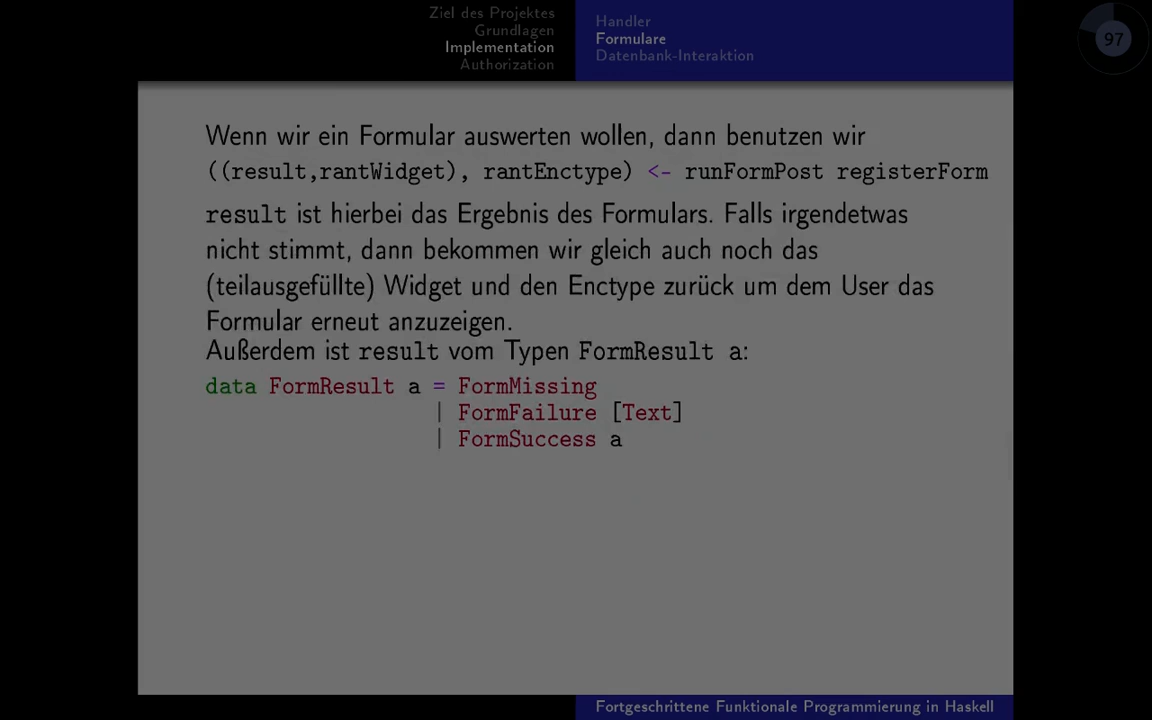 Ziel des Projektes
Grundlagen
Implementation
Authorization
Handler
Formulare
Datenbank-Interaktion
97
Wenn wir ein Formular auswerten wollen, dann benutzen wir
((result,rantWidget), rantEnctype) <- runFormPost registerForm
result ist hierbei das Ergebnis des Formulars. Falls irgendetwas
nicht stimmt, dann bekommen wir gleich auch noch das
(teilausgefüllte) Widget und den Enctype zurück um dem User das
Formular erneut anzuzeigen.
Außerdem ist result vom Typen FormResult a:
data FormResult a = FormMissing
| FormFailure [Text]
| FormSuccess a
Fortgeschrittene Funktionale Programmierung in Haskell